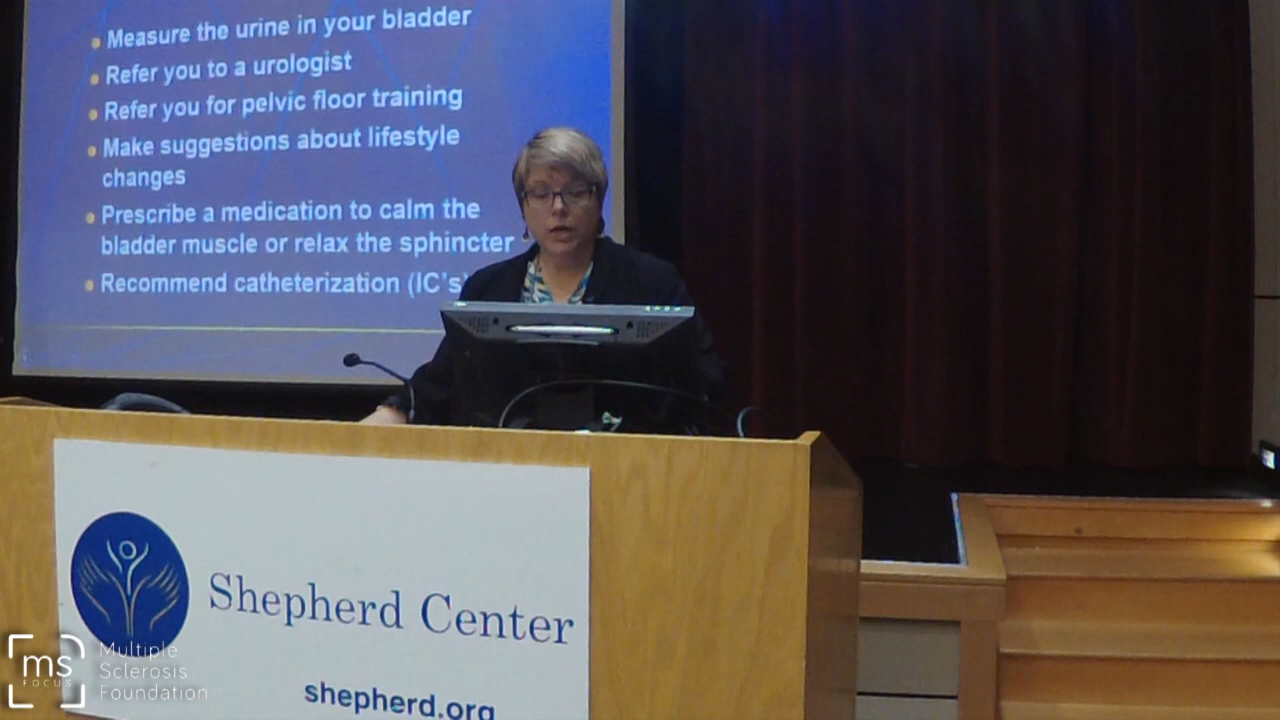 Measure the urine in your bladder
Refer you to a urologist
Refer you for pelvic floor training
Make suggestions about lifestyle
changes
Prescribe a medication to calm the
bladder muscle or relax the sphincter
Recommend catheterization (IC's)
Shepherd Center
shepherd.org
ms
FOCUS
Multiple
Sclerosis
Foundation